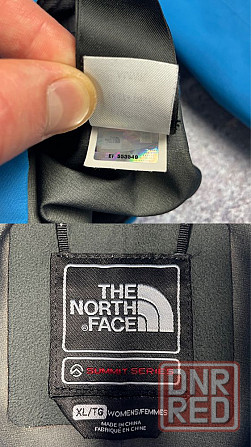 THE
NORTH
FACE
SUMMIT SERIES
XL/TG WOMENS/FEMMES
MADE IN CHINA
FABRIQUÉ EN CHINE
DNR
RED